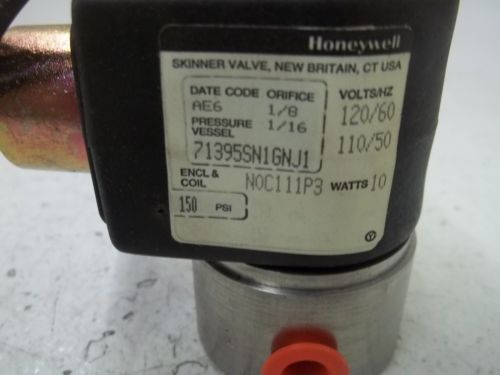 Honeywell
SKINNER VALVE, NEW BRITAIN, CT USA
DATE CODE ORIFICE
AE6 1/8
PRESSURE 1/16
VESSEL
71395SN1GNJ1
VOLTS/HZ
120/60
110/50
ENCL &
COIL N0C111P3 WATTS 10
150 PSI